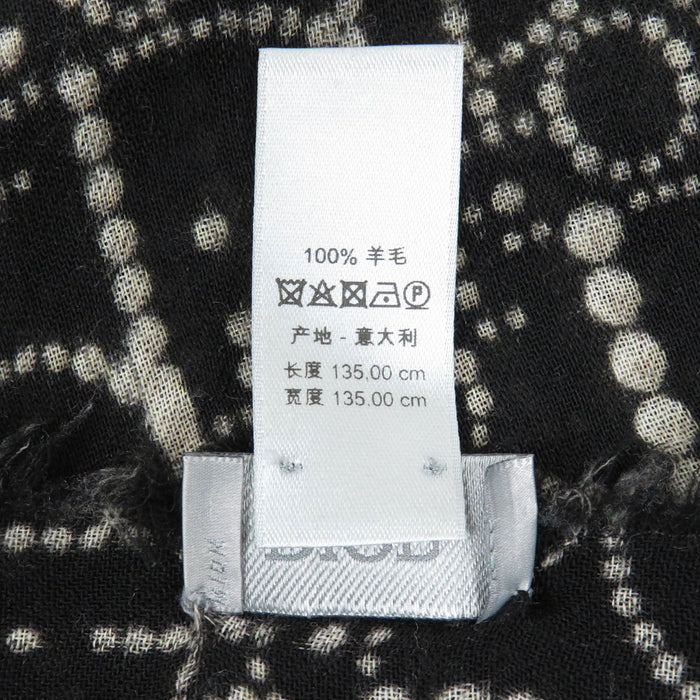 100% 羊毛
产地 - 意大利
长度 135.00 cm
宽度 135.00 cm